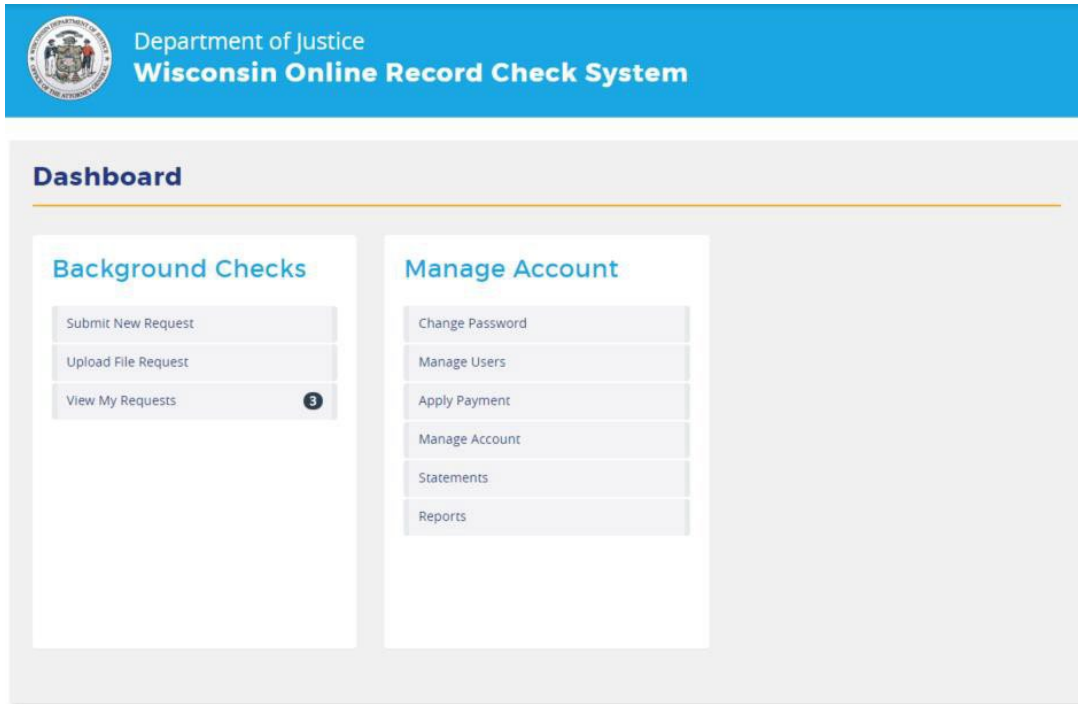 Department of Justice
Wisconsin Online Record Check System
Dashboard
Background Checks
Submit New Request
Upload File Request
View My Requests 3
Manage Account
Change Password
Manage Users
Apply Payment
Manage Account
Statements
Reports